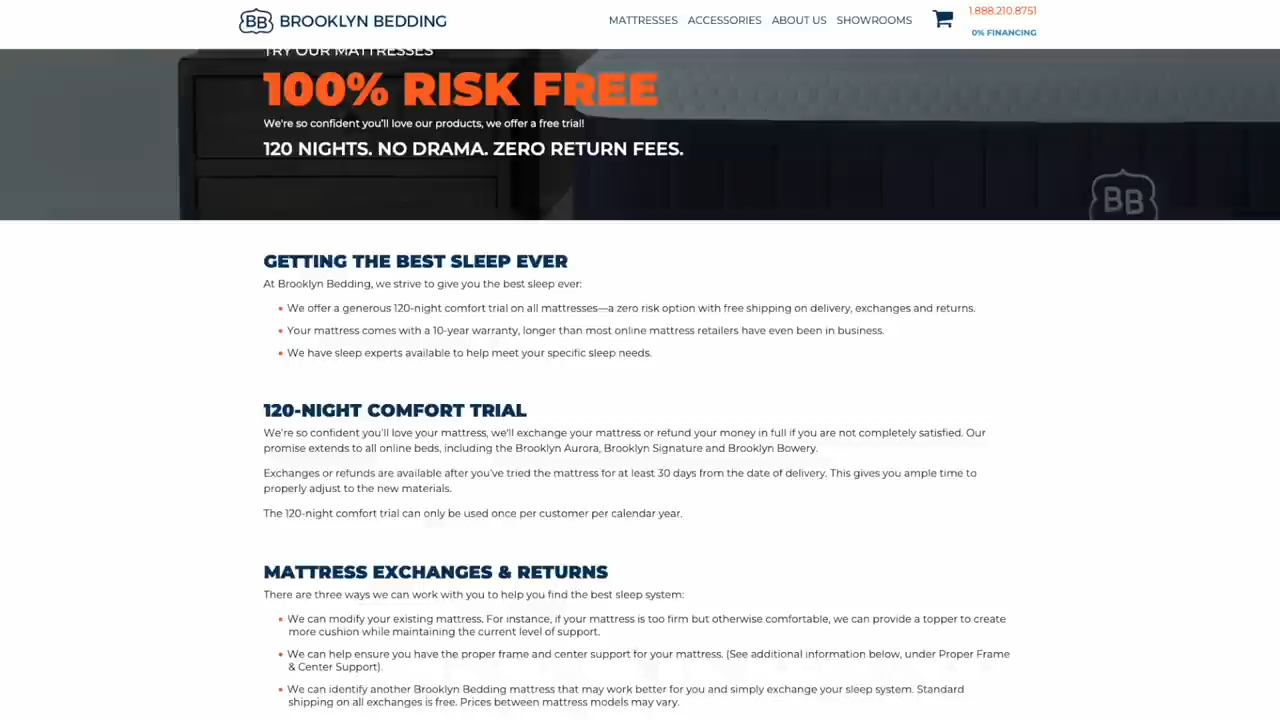 BB BROOKLYN BEDDING
MATTRESSES ACCESSORIES ABOUT US SHOWROOMS
1.888.210.8751
0% FINANCING
TRY OUR MATTRESSES
100% RISK FREE
We're so confident you'll love our products, we offer a free trial!
120 NIGHTS. NO DRAMA. ZERO RETURN FEES.
BB
GETTING THE BEST SLEEP EVER
At Brooklyn Bedding, we strive to give you the best sleep ever:
• We offer a generous 120-night comfort trial on all mattresses—a zero risk option with free shipping on delivery, exchanges and returns.
• Your mattress comes with a 10-year warranty, longer than most online mattress retailers have even been in business.
• We have sleep experts available to help meet your specific sleep needs.
120-NIGHT COMFORT TRIAL
We're so confident you'll love your mattress, we'll exchange your mattress or refund your money in full if you are not completely satisfied. Our
promise extends to all online beds, including the Brooklyn Aurora, Brooklyn Signature and Brooklyn Bowery.
Exchanges or refunds are available after you've tried the mattress for at least 30 days from the date of delivery. This gives you ample time to
properly adjust to the new materials.
The 120-night comfort trial can only be used once per customer per calendar year.
MATTRESS EXCHANGES & RETURNS
There are three ways we can work with you to help you find the best sleep system:
• We can modify your existing mattress. For instance, if your mattress is too firm but otherwise comfortable, we can provide a topper to create
more cushion while maintaining the current level of support.
• We can help ensure you have the proper frame and center support for your mattress. (See additional information below, under Proper Frame
& Center Support).
• We can identify another Brooklyn Bedding mattress that may work better for you and simply exchange your sleep system. Standard
shipping on all exchanges is free. Prices between mattress models may vary.